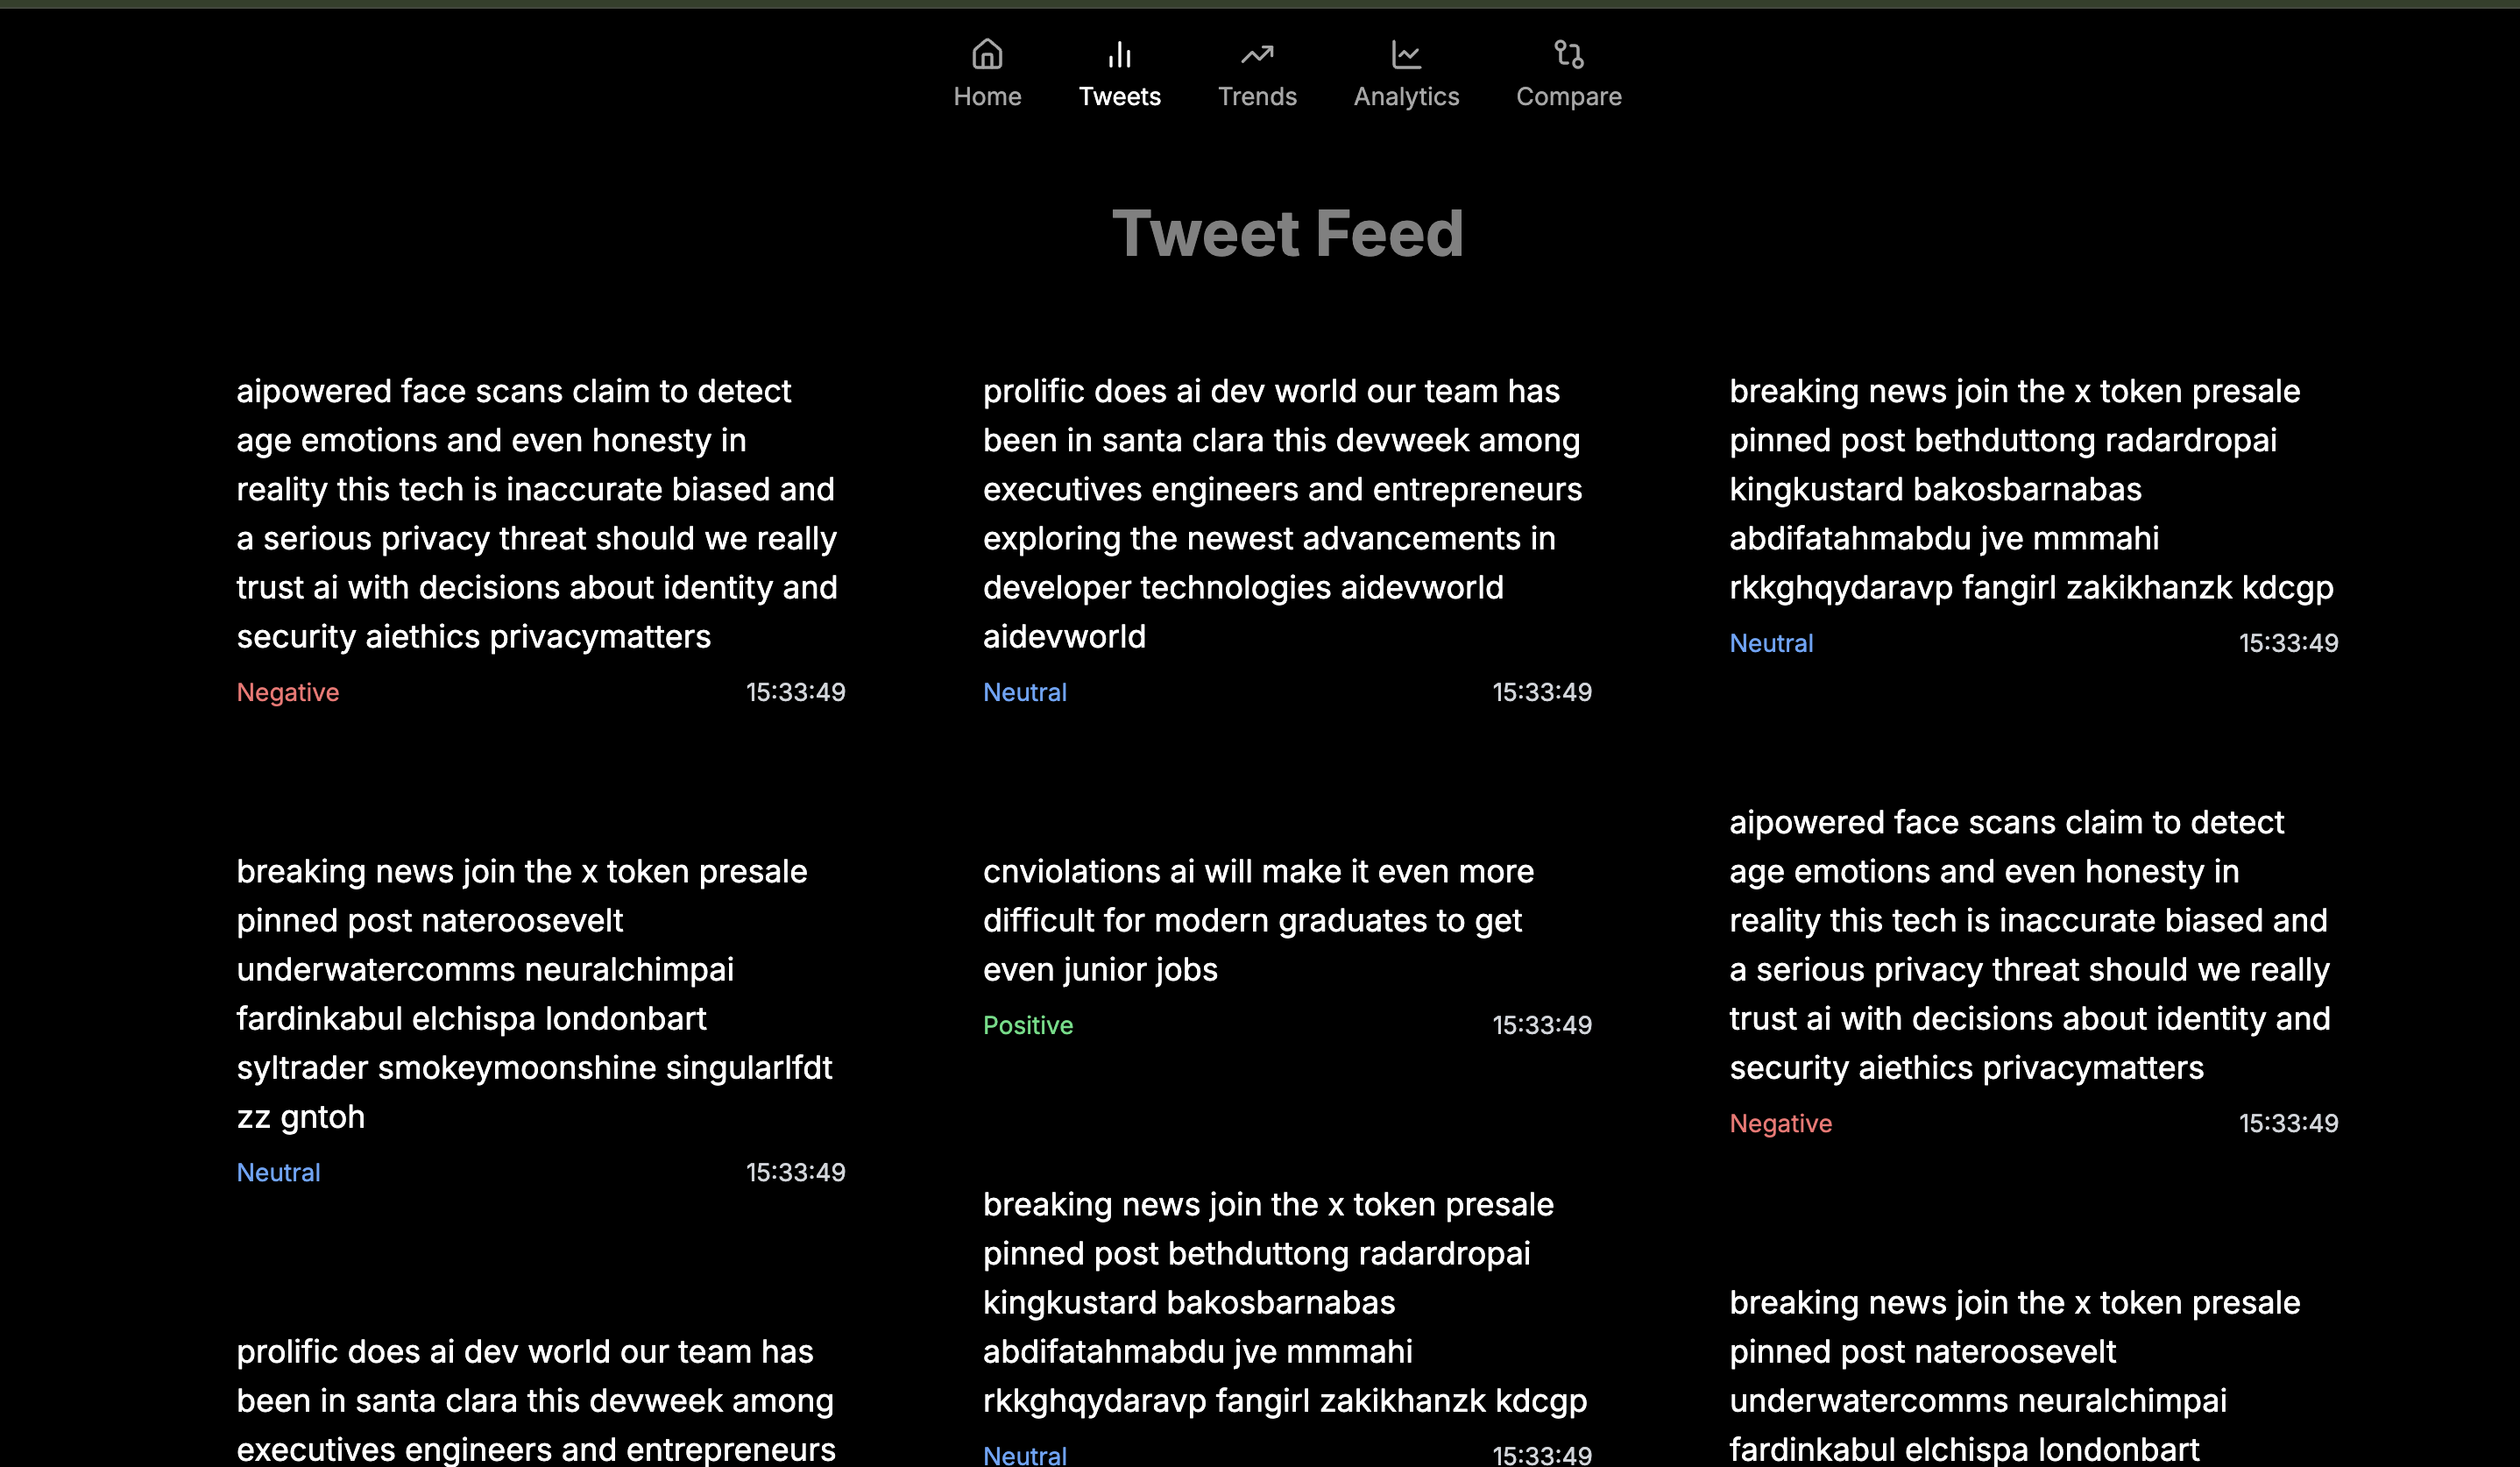 Home
Tweets
Trends
Analytics
Compare
Tweet Feed
aipowered face scans claim to detect
age emotions and even honesty in
reality this tech is inaccurate biased and
a serious privacy threat should we really
trust ai with decisions about identity and
security aiethics privacymatters
Negative
15:33:49
breaking news join the x token presale
pinned post nateroosevelt
underwatercomms neuralchimpai
fardinkabul elchispa londonbart
syltrader smokeymoonshine singularlfdt
zz gntoh
Neutral
15:33:49
prolific does ai dev world our team has
been in santa clara this devweek among
executives engineers and entrepreneurs
prolific does ai dev world our team has
been in santa clara this devweek among
executives engineers and entrepreneurs
exploring the newest advancements in
developer technologies aidevworld
aidevworld
Neutral
15:33:49
cnviolations ai will make it even more
difficult for modern graduates to get
even junior jobs
Positive
15:33:49
breaking news join the x token presale
pinned post bethduttong radardropai
kingkustard bakosbarnabas
abdifatahmabdu jve mmmahi
rkkghqydaravp fangirl zakikhanzk kdcgp
Neutral
15:33:49
breaking news join the x token presale
pinned post bethduttong radardropai
kingkustard bakosbarnabas
abdifatahmabdu jve mmmahi
rkkghqydaravp fangirl zakikhanzk kdcgp
Neutral
15:33:49
aipowered face scans claim to detect
age emotions and even honesty in
reality this tech is inaccurate biased and
a serious privacy threat should we really
trust ai with decisions about identity and
security aiethics privacymatters
Negative
15:33:49
breaking news join the x token presale
pinned post nateroosevelt
underwatercomms neuralchimpai
fardinkabul elchispa londonbart